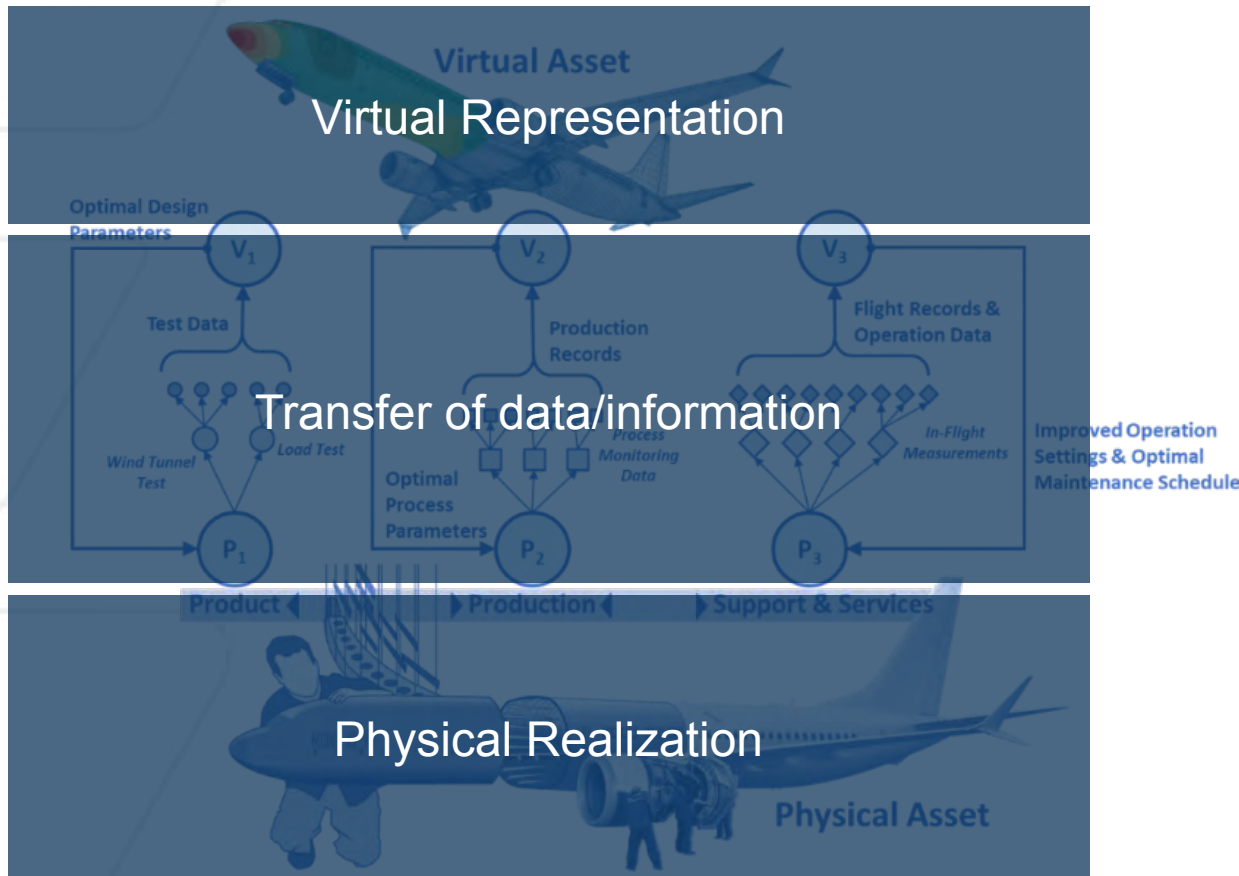 Virtual Asset
Virtual Representation
Optimal Design
Parameters
V1
V2
V3
Test Data
Production
Records
Flight Records &
Operation Data
Transfer of data/information
Wind Tunnel
Test
Load Test
Process
Monitoring
Data
In-Flight
Measurements
Improved Operation
Settings & Optimal
Maintenance Schedule
Optimal
Process
Parameters
P1
P2
P3
Product
Production
Support & Services
Physical Realization
Physical Asset